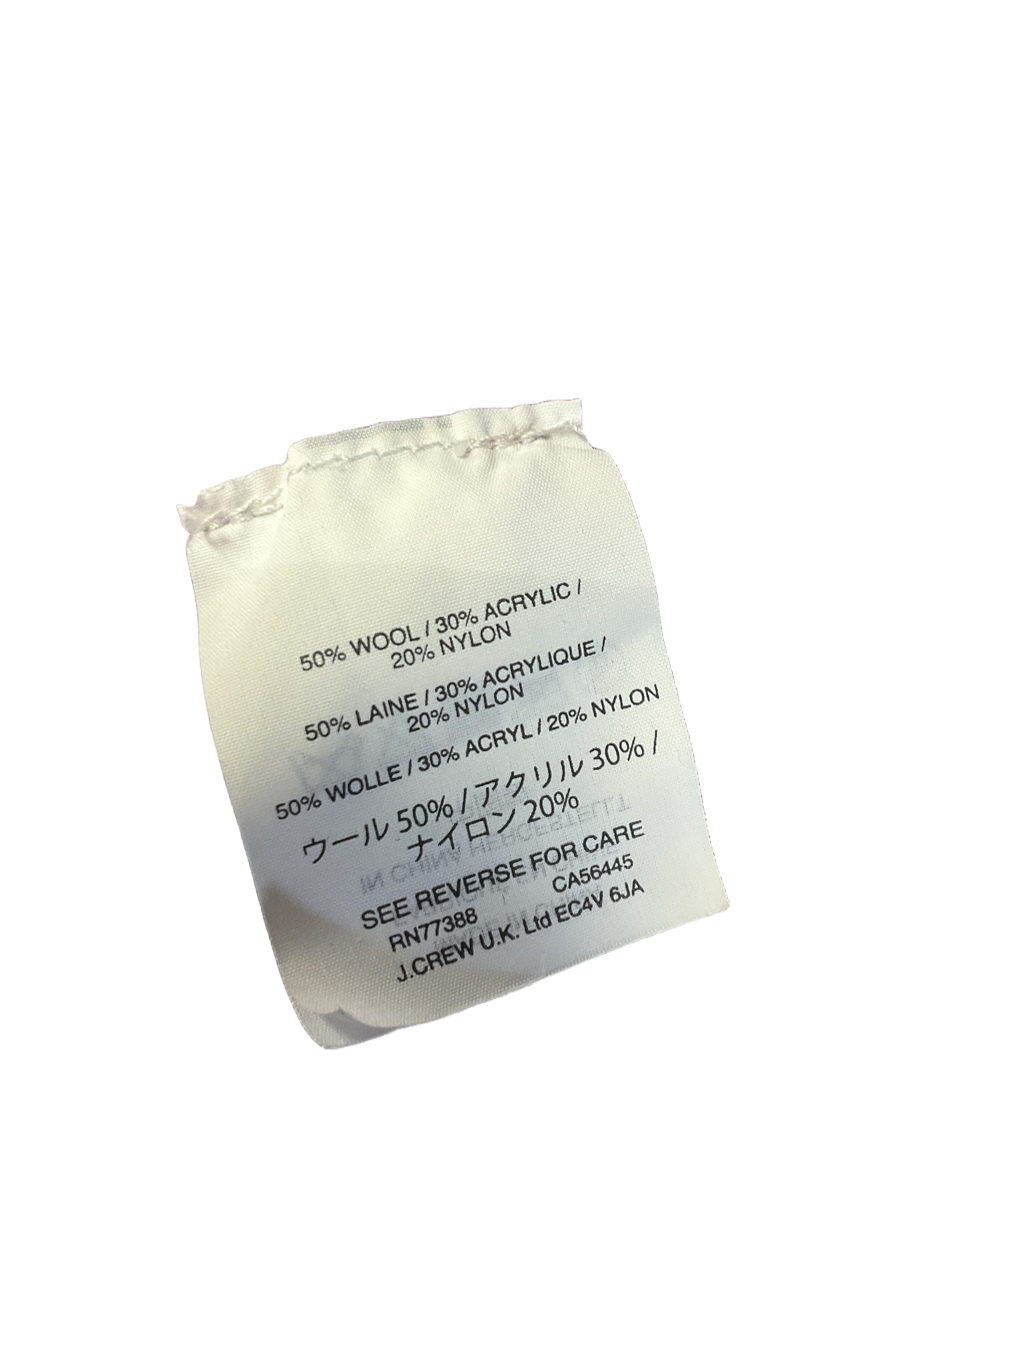 50% WOOL / 30% ACRYLIC /
20% NYLON
50% LAINE / 30% ACRYLIQUE /
20% NYLON
50% WOLLE / 30% ACRYL / 20% NYLON
ウール 50% / アクリル 30% /
ナイロン 20%
SEE REVERSE FOR CARE
RN77388 CA56445
J.CREW U.K. Ltd EC4V 6JA